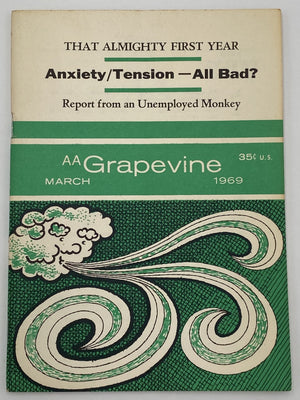 THAT ALMIGHTY FIRST YEAR
Anxiety/Tension—All Bad?
Report from an Unemployed Monkey
AA Grapevine 35¢ U.S.
MARCH 1969